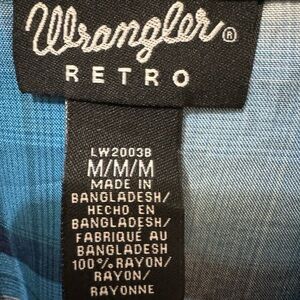 Wrangler®
RETRO
LW2003B
M/M/M
MADE IN
BANGLADESH/
HECHO EN
BANGLADESH/
FABRIQUÉ AU
BANGLADESH
100%RAYON/
RAYON/
RAYONNE